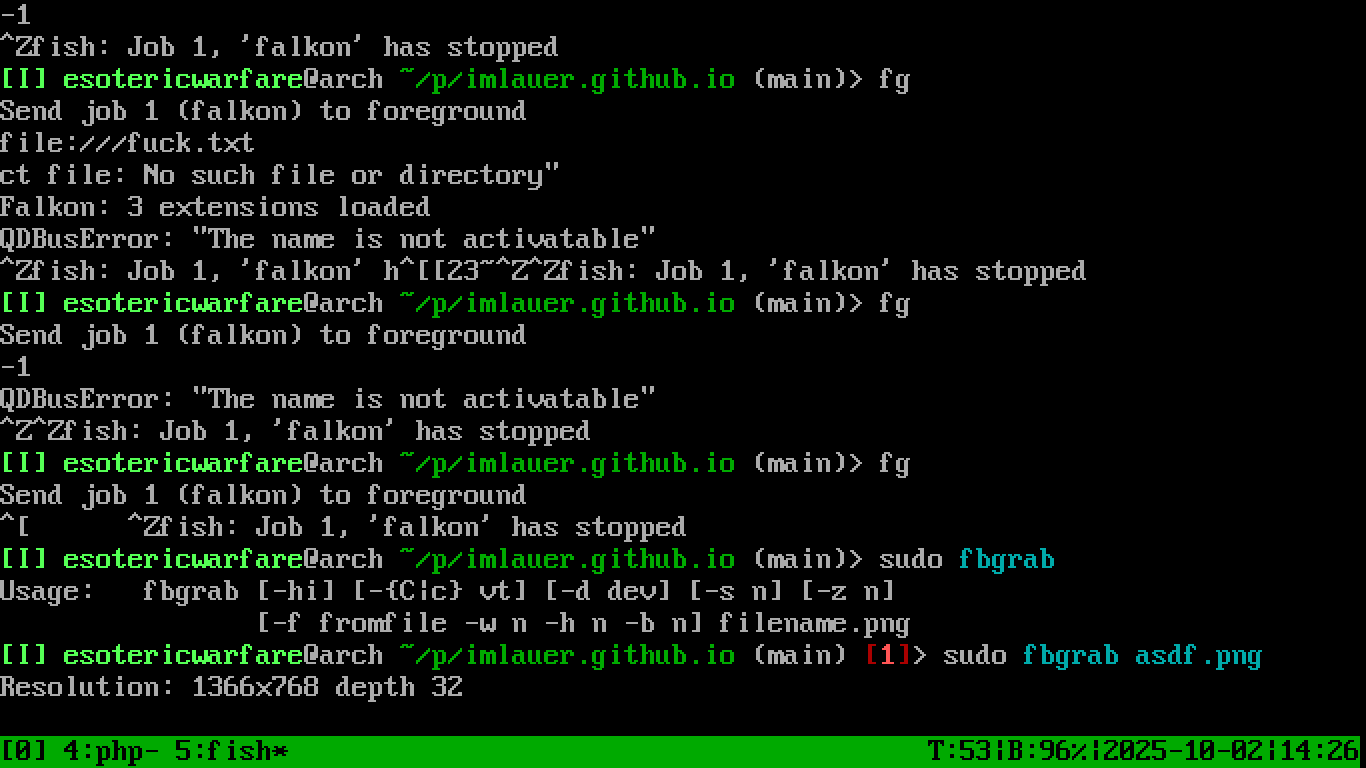 -1
^Zfish: Job 1, 'falkon' has stopped
[I] esotericwarfare@arch ~/p/imlauer.github.io (main)> fg
Send job 1 (falkon) to foreground
file:///fuck.txt
ct file: No such file or directory"
Falkon: 3 extensions loaded
QDBusError: "The name is not activatable"
^Zfish: Job 1, 'falkon' h^[[23~^Z^Zfish: Job 1, 'falkon' has stopped
[I] esotericwarfare@arch ~/p/imlauer.github.io (main)> fg
Send job 1 (falkon) to foreground
-1
QDBusError: "The name is not activatable"
^Z^Zfish: Job 1, 'falkon' has stopped
[I] esotericwarfare@arch ~/p/imlauer.github.io (main)> fg
Send job 1 (falkon) to foreground
^[      ^Zfish: Job 1, 'falkon' has stopped
[I] esotericwarfare@arch ~/p/imlauer.github.io (main)> sudo fbgrab
Usage:   fbgrab [-hi] [-{C|c} vt] [-d dev] [-s n] [-z n]
                [-f fromfile -w n -h n -b n] filename.png
[I] esotericwarfare@arch ~/p/imlauer.github.io (main) [1]> sudo fbgrab asdf.png
Resolution: 1366x768 depth 32
[0] 4:php- 5:fish* T:53|B:96%|2025-10-02|14:26